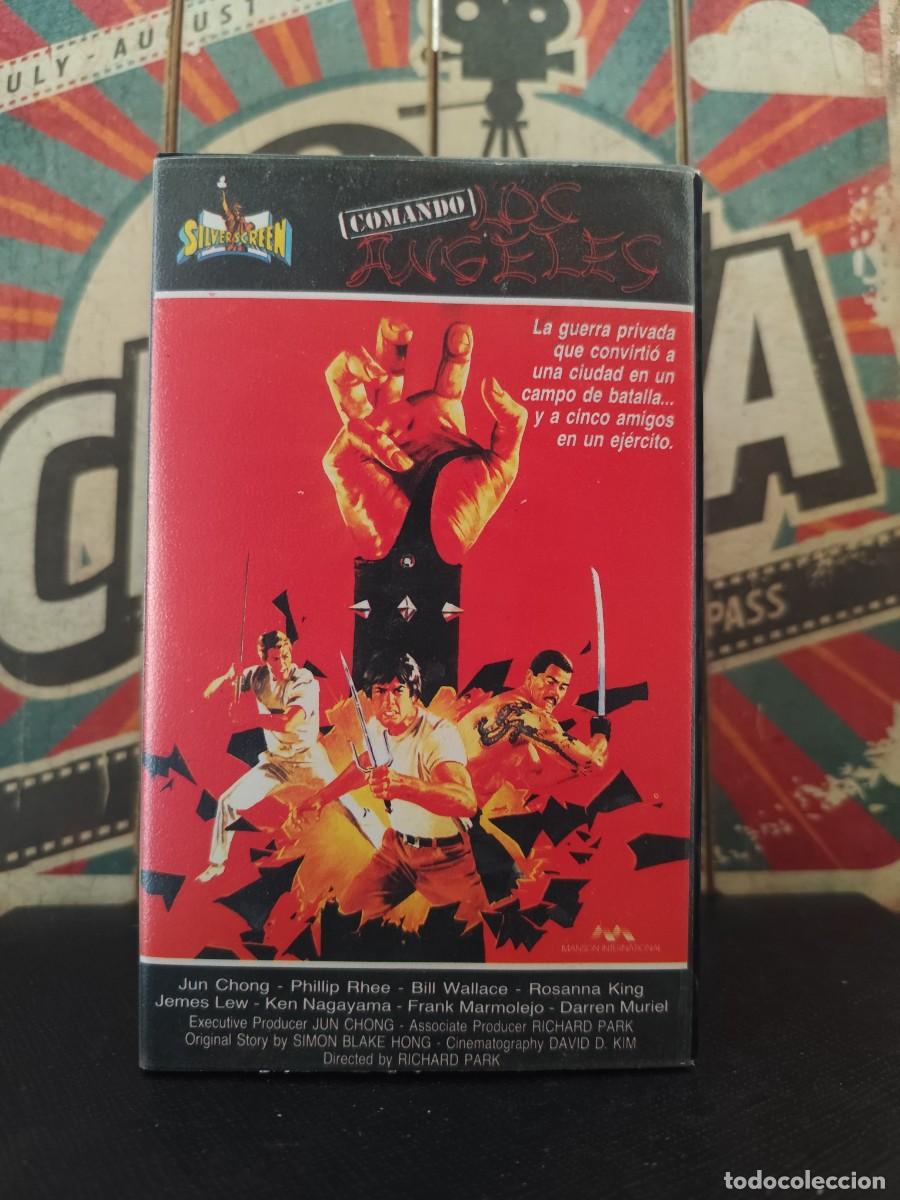 ULY - AUGUST
C
A
PASS
SILVERSCREEN
COMANDO LOS
ANGELES
La guerra privada
que convirtió a
una ciudad en un
campo de batalla...
y a cinco amigos
en un ejército.
MANSON INTERNATIONAL
Jun Chong - Phillip Rhee - Bill Wallace - Rosanna King
Jemes Lew - Ken Nagayama - Frank Marmolejo - Darren Muriel
Executive Producer JUN CHONG - Associate Producer RICHARD PARK
Original Story by SIMON BLAKE HONG - Cinematography DAVID D. KIM
Directed by RICHARD PARK
todocoleccion